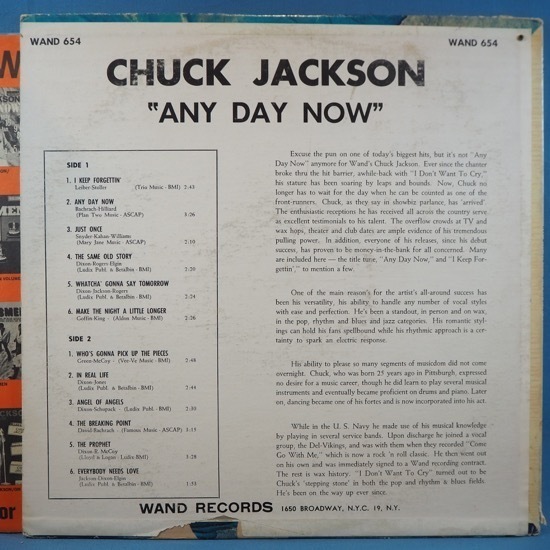 WAND 654
WAND 654
CHUCK JACKSON
"ANY DAY NOW"
SIDE 1
1. I KEEP FORGETTIN'
Leiber-Stoller (Trio Music - BMI) 2:43
2. ANY DAY NOW
Bachrach-Hilliard
(Plan Two Music - ASCAP) 3:26
3. JUST ONCE
Snyder-Kahan-Williams
(Mary Jane Music - ASCAP) 2:19
4. THE SAME OLD STORY
Dixon-Rogers-Elgin
(Ludix Publ. & Betalbin - BMI) 2:20
5. WHATCHA' GONNA SAY TOMORROW
Dixon-Jackson-Rogers
(Ludix Publ. & Betalbin - BMI) 2:24
6. MAKE THE NIGHT A LITTLE LONGER
Goffin-King - (Aldon Music - BMI) 2:36
SIDE 2
1. WHO'S GONNA PICK UP THE PIECES
Green-McCoy - (Vee-Ve Music - BMI) 2:48
2. IN REAL LIFE
Dixon-Jones
(Ludix Publ. & Betalbin - BMI) 2:44
3. ANGEL OF ANGELS
Dixon-Schupack - (Ludix Publ. - BMI) 2:30
4. THE BREAKING POINT
David-Bachrach - (Famous Music - ASCAP) 1:13
5. THE PROPHET
Dixon-R. McCoy
(Lloyd & Logan - Ludix-BMI) 3:28
6. EVERYBODY NEEDS LOVE
Jackson-Dixon-Elgin
(Ludix Publ. & Betalbin - BMI) 1:53
Excuse the pun on one of today's biggest hits, but it's not "Any
Day Now" anymore for Wand's Chuck Jackson. Ever since the chanter
broke thru the hit barrier, awhile-back with "I Don't Want To Cry,"
his stature has been soaring by leaps and bounds. Now, Chuck no
longer has to wait for the day when he can be counted as one of the
front-runners. Chuck, as they say in showbiz parlance, has 'arrived'.
The enthusiastic receptions he has received all across the country serve
as excellent testimonials to his talent. The overflow crowds at TV and
wax hops, theater and club dates are ample evidence of his tremendous
pulling power. In addition, everyone of his releases, since his debut
success, has proven to be money-in-the-bank for all concerned. Many
are included here — the title tune, "Any Day Now," and "I Keep For-
gettin'," to mention a few.
One of the main reason's for the artist's all-around success has
been his versatility, his ability to handle any number of vocal styles
with ease and perfection. He's been a standout, in person and on wax,
in the pop, rhythm and blues and jazz categories. His romantic styl-
ings can hold his fans spellbound while his rhythmic approach is a cer-
tainty to spark an electric response.
His ability to please so many segments of musicdom did not come
overnight. Chuck, who was born 25 years ago in Pittsburgh, expressed
no desire for a music career, though he did learn to play several musical
instruments and eventually became proficient on drums and piano. Later
on, dancing became one of his fortes and is now incorporated into his act.
While in the U. S. Navy he made use of his musical knowledge
by playing in several service bands. Upon discharge he joined a vocal
group, the Del-Vikings, and was with them when they recorded "Come
Go With Me," which is now a rock 'n roll classic. He then went out
on his own and was immediately signed to a Wand recording contract.
The rest is wax history. "I Don't Want To Cry" turned out to be
Chuck's 'stepping stone' in both the pop and rhythm & blues fields.
He's been on the way up ever since.
WAND RECORDS 1650 BROADWAY, N.Y.C. 19, N.Y.